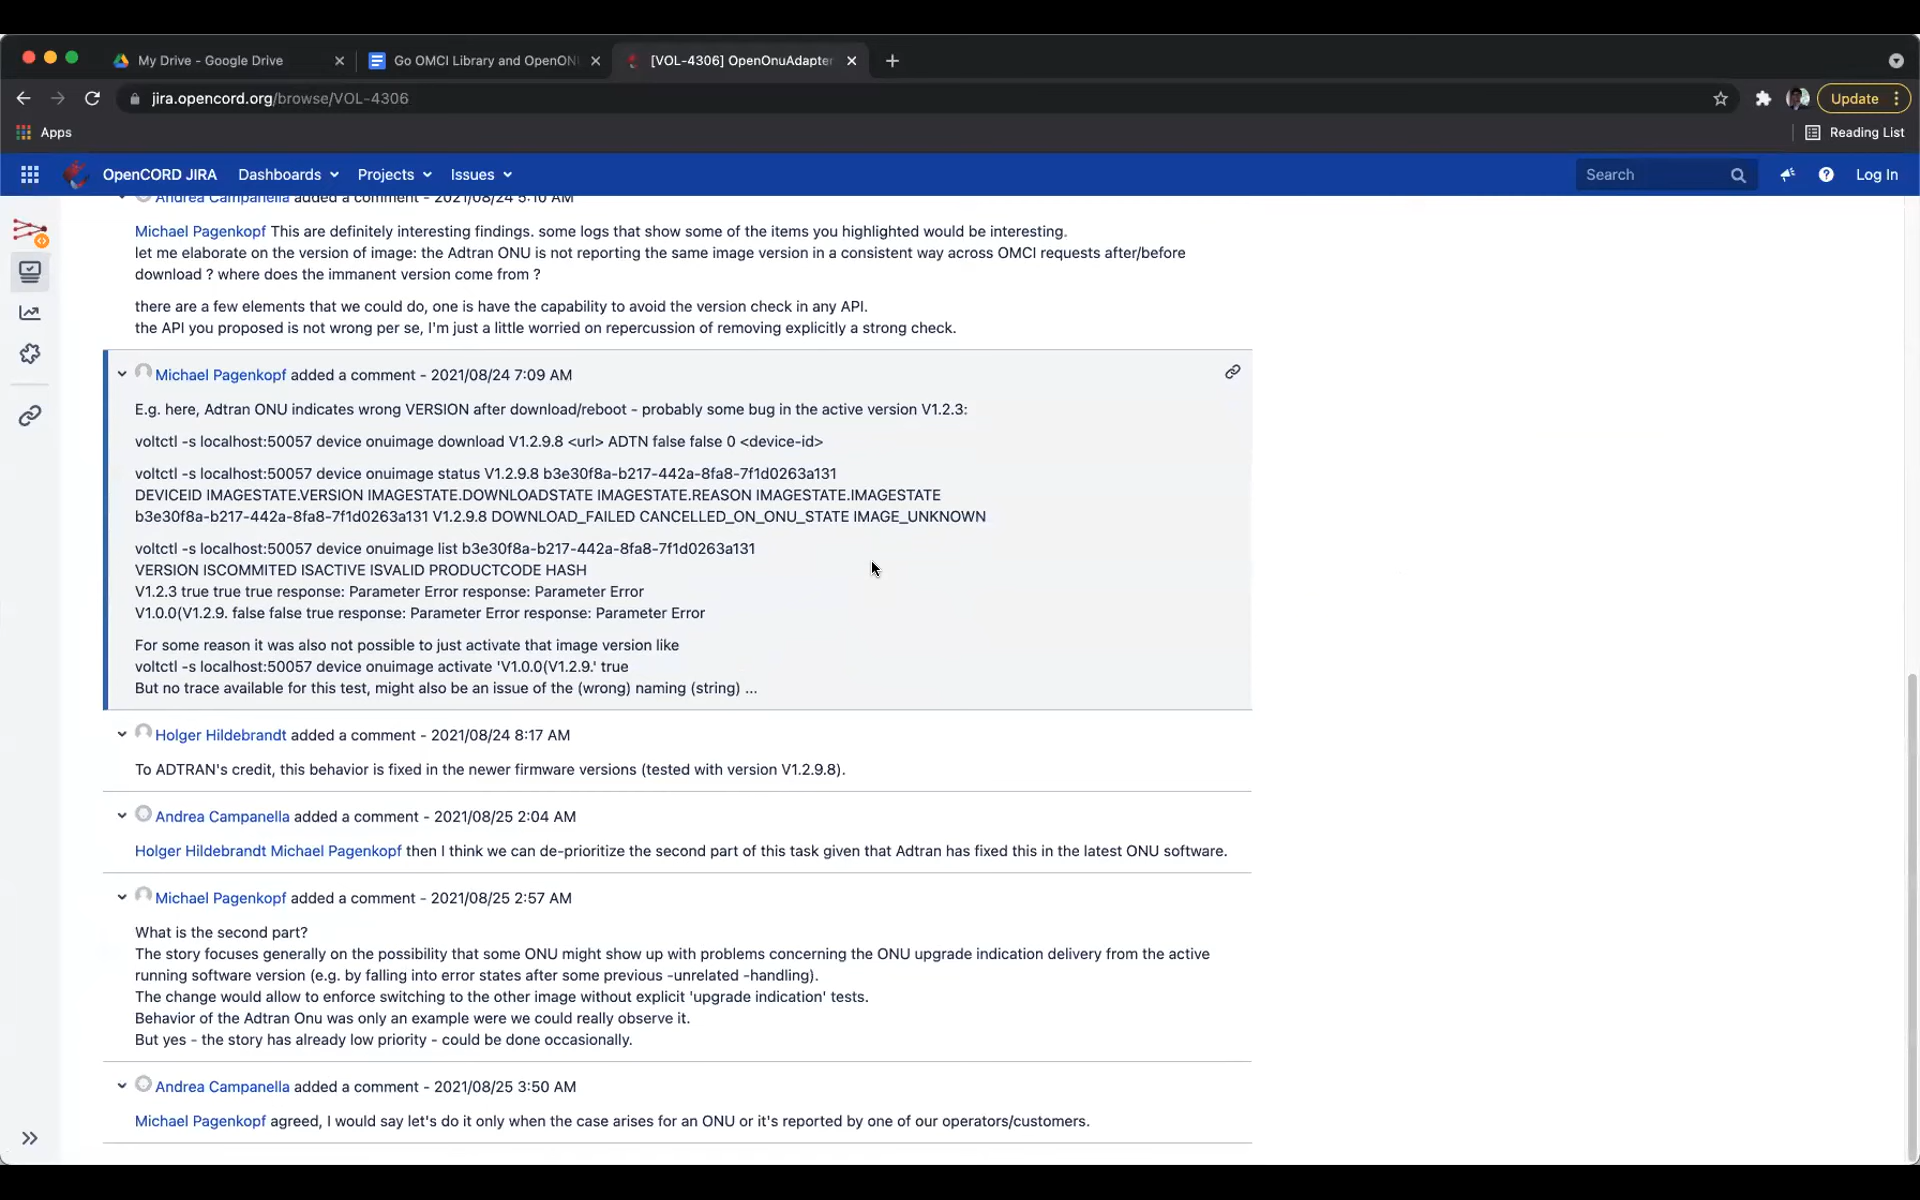 My Drive - Google Drive
Go OMCI Library and OpenON
[VOL-4306] OpenOnuAdapter
jira.opencord.org/browse/VOL-4306
Update
Apps
Reading List
OpenCORD JIRA Dashboards Projects Issues Search Log In
Andrea Campanella added a comment - 2021/08/24 5:10 AM
Michael Pagenkopf This are definitely interesting findings. some logs that show some of the items you highlighted would be interesting.
let me elaborate on the version of image: the Adtran ONU is not reporting the same image version in a consistent way across OMCI requests after/before
download ? where does the immanent version come from ?
there are a few elements that we could do, one is have the capability to avoid the version check in any API.
the API you proposed is not wrong per se, I'm just a little worried on repercussion of removing explicitly a strong check.
Michael Pagenkopf added a comment - 2021/08/24 7:09 AM
E.g. here, Adtran ONU indicates wrong VERSION after download/reboot - probably some bug in the active version V1.2.3:
voltctl -s localhost:50057 device onuimage download V1.2.9.8 <url> ADTN false false 0 <device-id>
voltctl -s localhost:50057 device onuimage status V1.2.9.8 b3e30f8a-b217-442a-8fa8-7f1d0263a131
DEVICEID IMAGESTATE.VERSION IMAGESTATE.DOWNLOADSTATE IMAGESTATE.REASON IMAGESTATE.IMAGESTATE
b3e30f8a-b217-442a-8fa8-7f1d0263a131 V1.2.9.8 DOWNLOAD_FAILED CANCELLED_ON_ONU_STATE IMAGE_UNKNOWN
voltctl -s localhost:50057 device onuimage list b3e30f8a-b217-442a-8fa8-7f1d0263a131
VERSION ISCOMMITED ISACTIVE ISVALID PRODUCTCODE HASH
V1.2.3 true true true response: Parameter Error response: Parameter Error
V1.0.0(V1.2.9. false false true response: Parameter Error response: Parameter Error
For some reason it was also not possible to just activate that image version like
voltctl -s localhost:50057 device onuimage activate 'V1.0.0(V1.2.9.' true
But no trace available for this test, might also be an issue of the (wrong) naming (string) ...
Holger Hildebrandt added a comment - 2021/08/24 8:17 AM
To ADTRAN's credit, this behavior is fixed in the newer firmware versions (tested with version V1.2.9.8).
Andrea Campanella added a comment - 2021/08/25 2:04 AM
Holger Hildebrandt Michael Pagenkopf then I think we can de-prioritize the second part of this task given that Adtran has fixed this in the latest ONU software.
Michael Pagenkopf added a comment - 2021/08/25 2:57 AM
What is the second part?
The story focuses generally on the possibility that some ONU might show up with problems concerning the ONU upgrade indication delivery from the active
running software version (e.g. by falling into error states after some previous -unrelated -handling).
The change would allow to enforce switching to the other image without explicit 'upgrade indication' tests.
Behavior of the Adtran Onu was only an example were we could really observe it.
But yes - the story has already low priority - could be done occasionally.
Andrea Campanella added a comment - 2021/08/25 3:50 AM
Michael Pagenkopf agreed, I would say let's do it only when the case arises for an ONU or it's reported by one of our operators/customers.